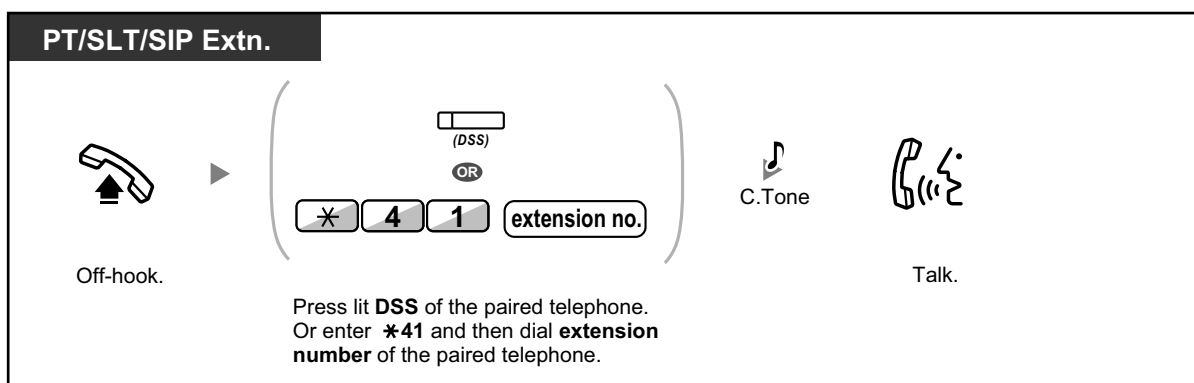 PT/SLT/SIP Extn.
(DSS)
OR
* 4 1 extension no.
C.Tone
Off-hook.
Talk.
Press lit DSS of the paired telephone.
Or enter *41 and then dial extension
number of the paired telephone.